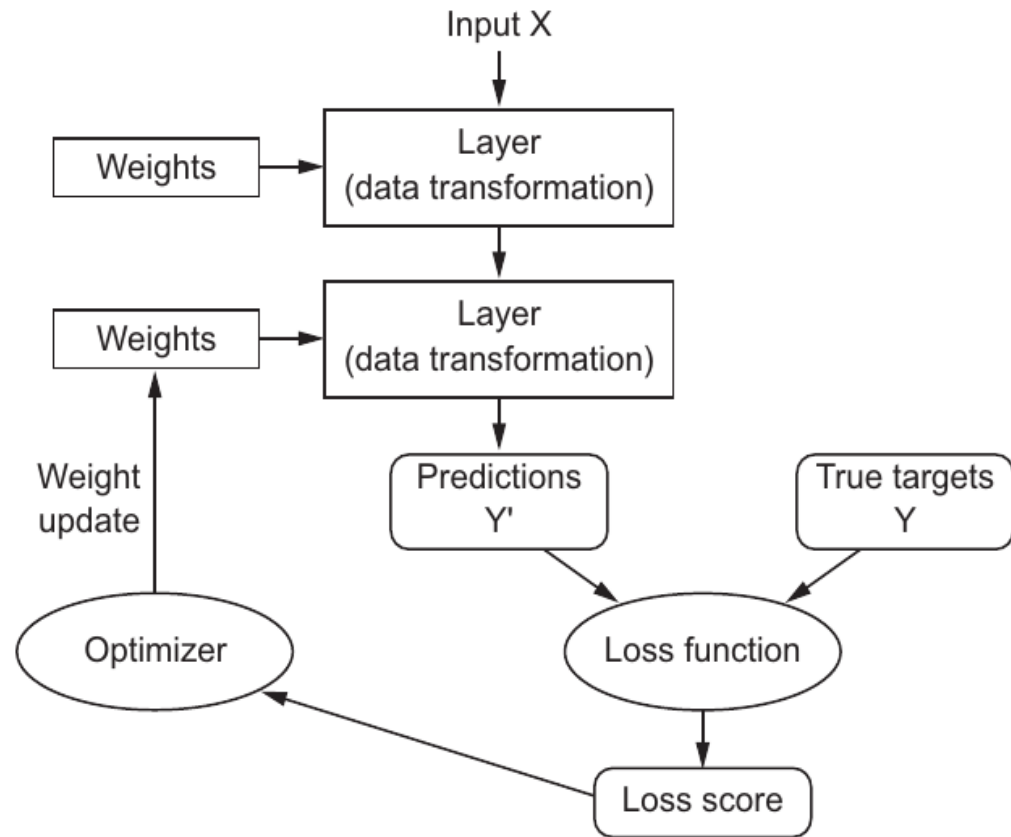 Input X
Weights
Layer
(data transformation)
Weights
Layer
(data transformation)
Weight
update
Predictions
Y'
True targets
Y
Optimizer
Loss function
Loss score